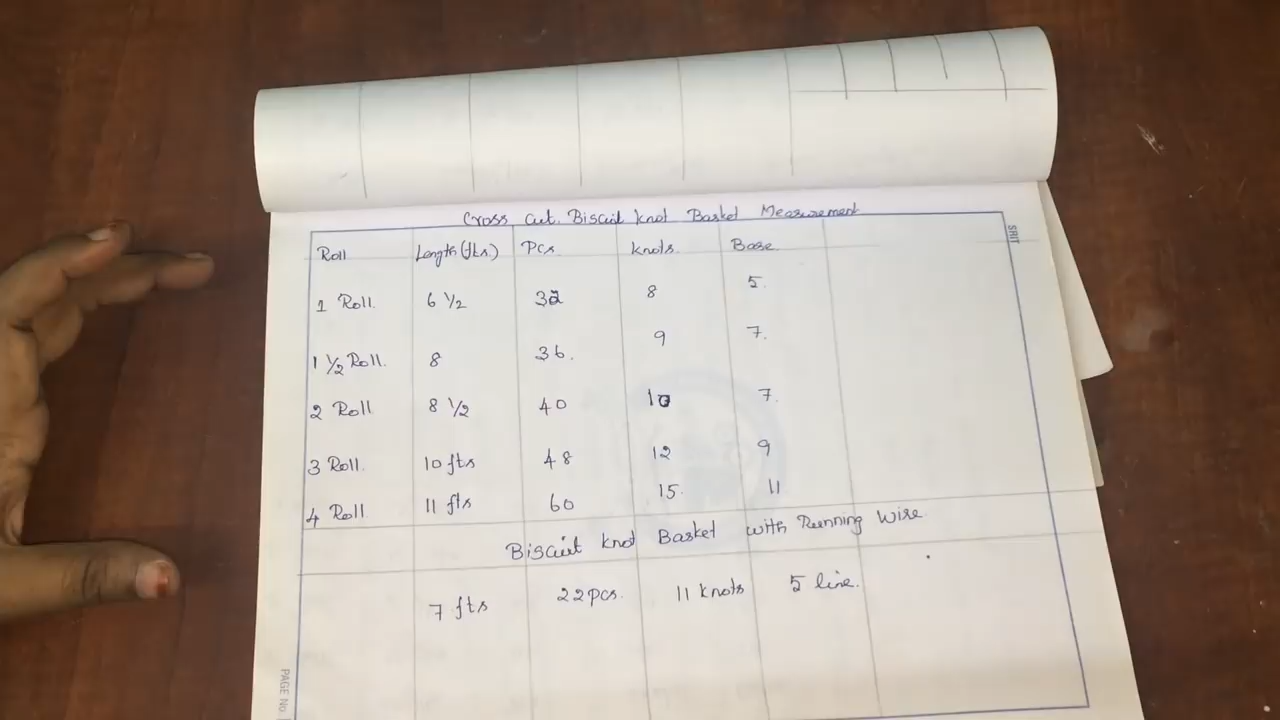 Cross cut Biscuit knot Basket Measurement
Roll Length (fts.) Pcs. knots. Base
1 Roll. 6 1/2 32 8 5.
1 1/2 Roll. 8 36. 9 7.
2 Roll 8 1/2 40 10 7.
3 Roll. 10 fts 48 12 9
4 Roll 11 fts 60 15. 11
Biscuit knot Basket with Running Wire
7 fts 22 pcs. 11 knots 5 line.
SRIT
PAGE No.